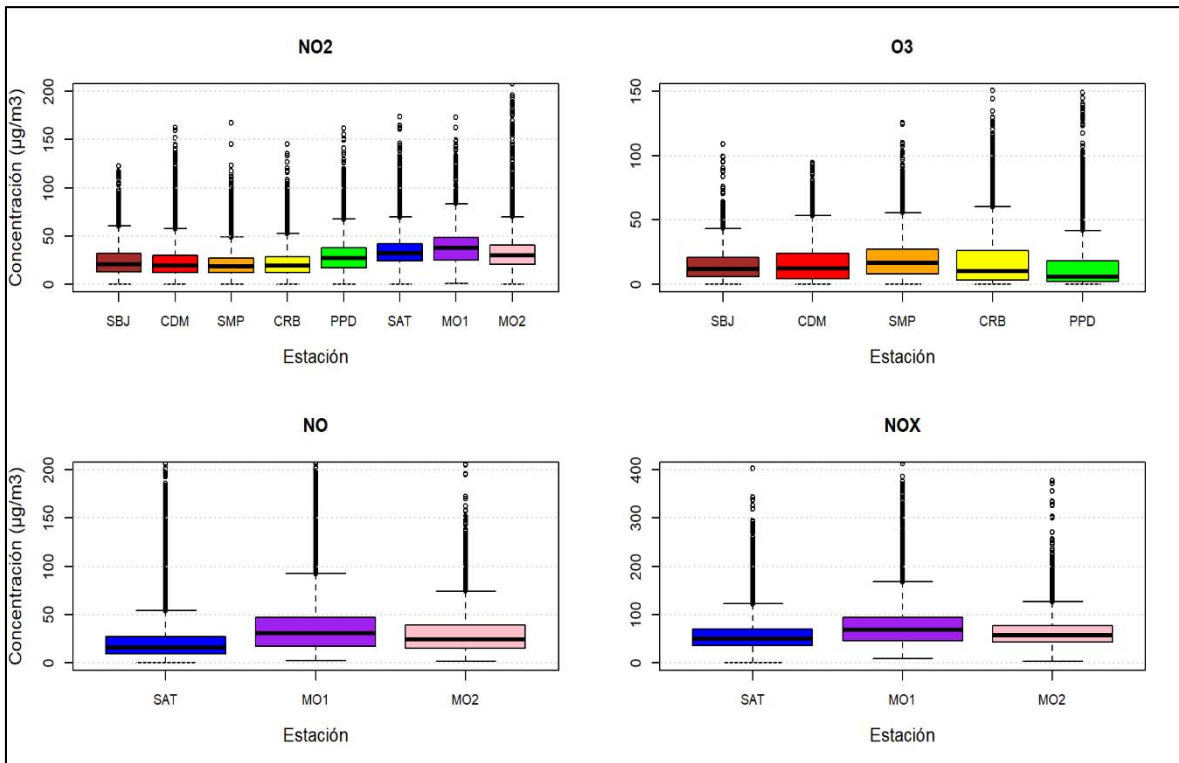 NO2
Concentración (µg/m3)
200
150
100
50
0
SBJ CDM SMP CRB PPD SAT MO1 MO2
Estación
O3
150
100
50
0
SBJ CDM SMP CRB PPD
Estación
NO
Concentración (µg/m3)
200
150
100
50
0
SAT MO1 MO2
Estación
NOX
400
300
200
100
0
SAT MO1 MO2
Estación